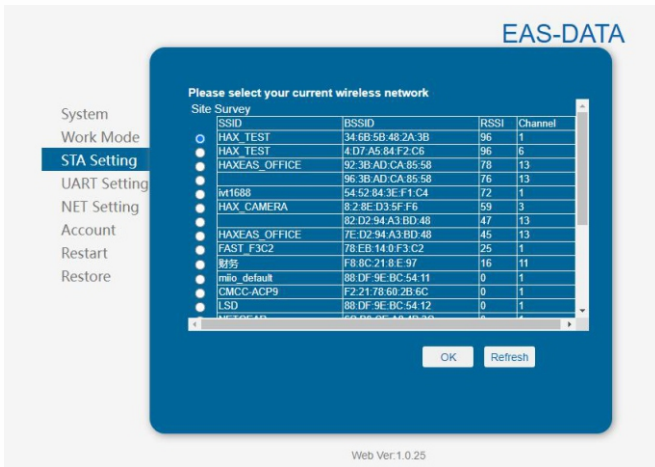 EAS-DATA
System
Work Mode
STA Setting
UART Setting
NET Setting
Account
Restart
Restore
Please select your current wireless network
Site Survey
SSID BSSID RSSI Channel
HAX_TEST 34:6B:5B:48:2A:3B 96 1
HAX_TEST 4:D7:A5:84:F2:C6 96 6
HAXEAS_OFFICE 92:3B:AD:CA:85:58 78 13
96:3B:AD:CA:85:58 76 13
ivt1688 54:52:84:3E:F1:C4 72 1
HAX_CAMERA 8:2:8E:D3:5F:F6 59 3
82:D2:94:A3:BD:48 47 13
HAXEAS_OFFICE 7E:D2:94:A3:BD:48 45 13
FAST_F3C2 78:EB:14:0:F3:C2 25 1
财务 F8:8C:21:8:E:97 16 11
miio_default 88:DF:9E:BC:54:11 0 1
CMCC-ACP9 F2:21:78:60:2B:6C 0 1
LSD 88:DF:9E:BC:54:12 0 1
OK Refresh
Web Ver:1.0.25